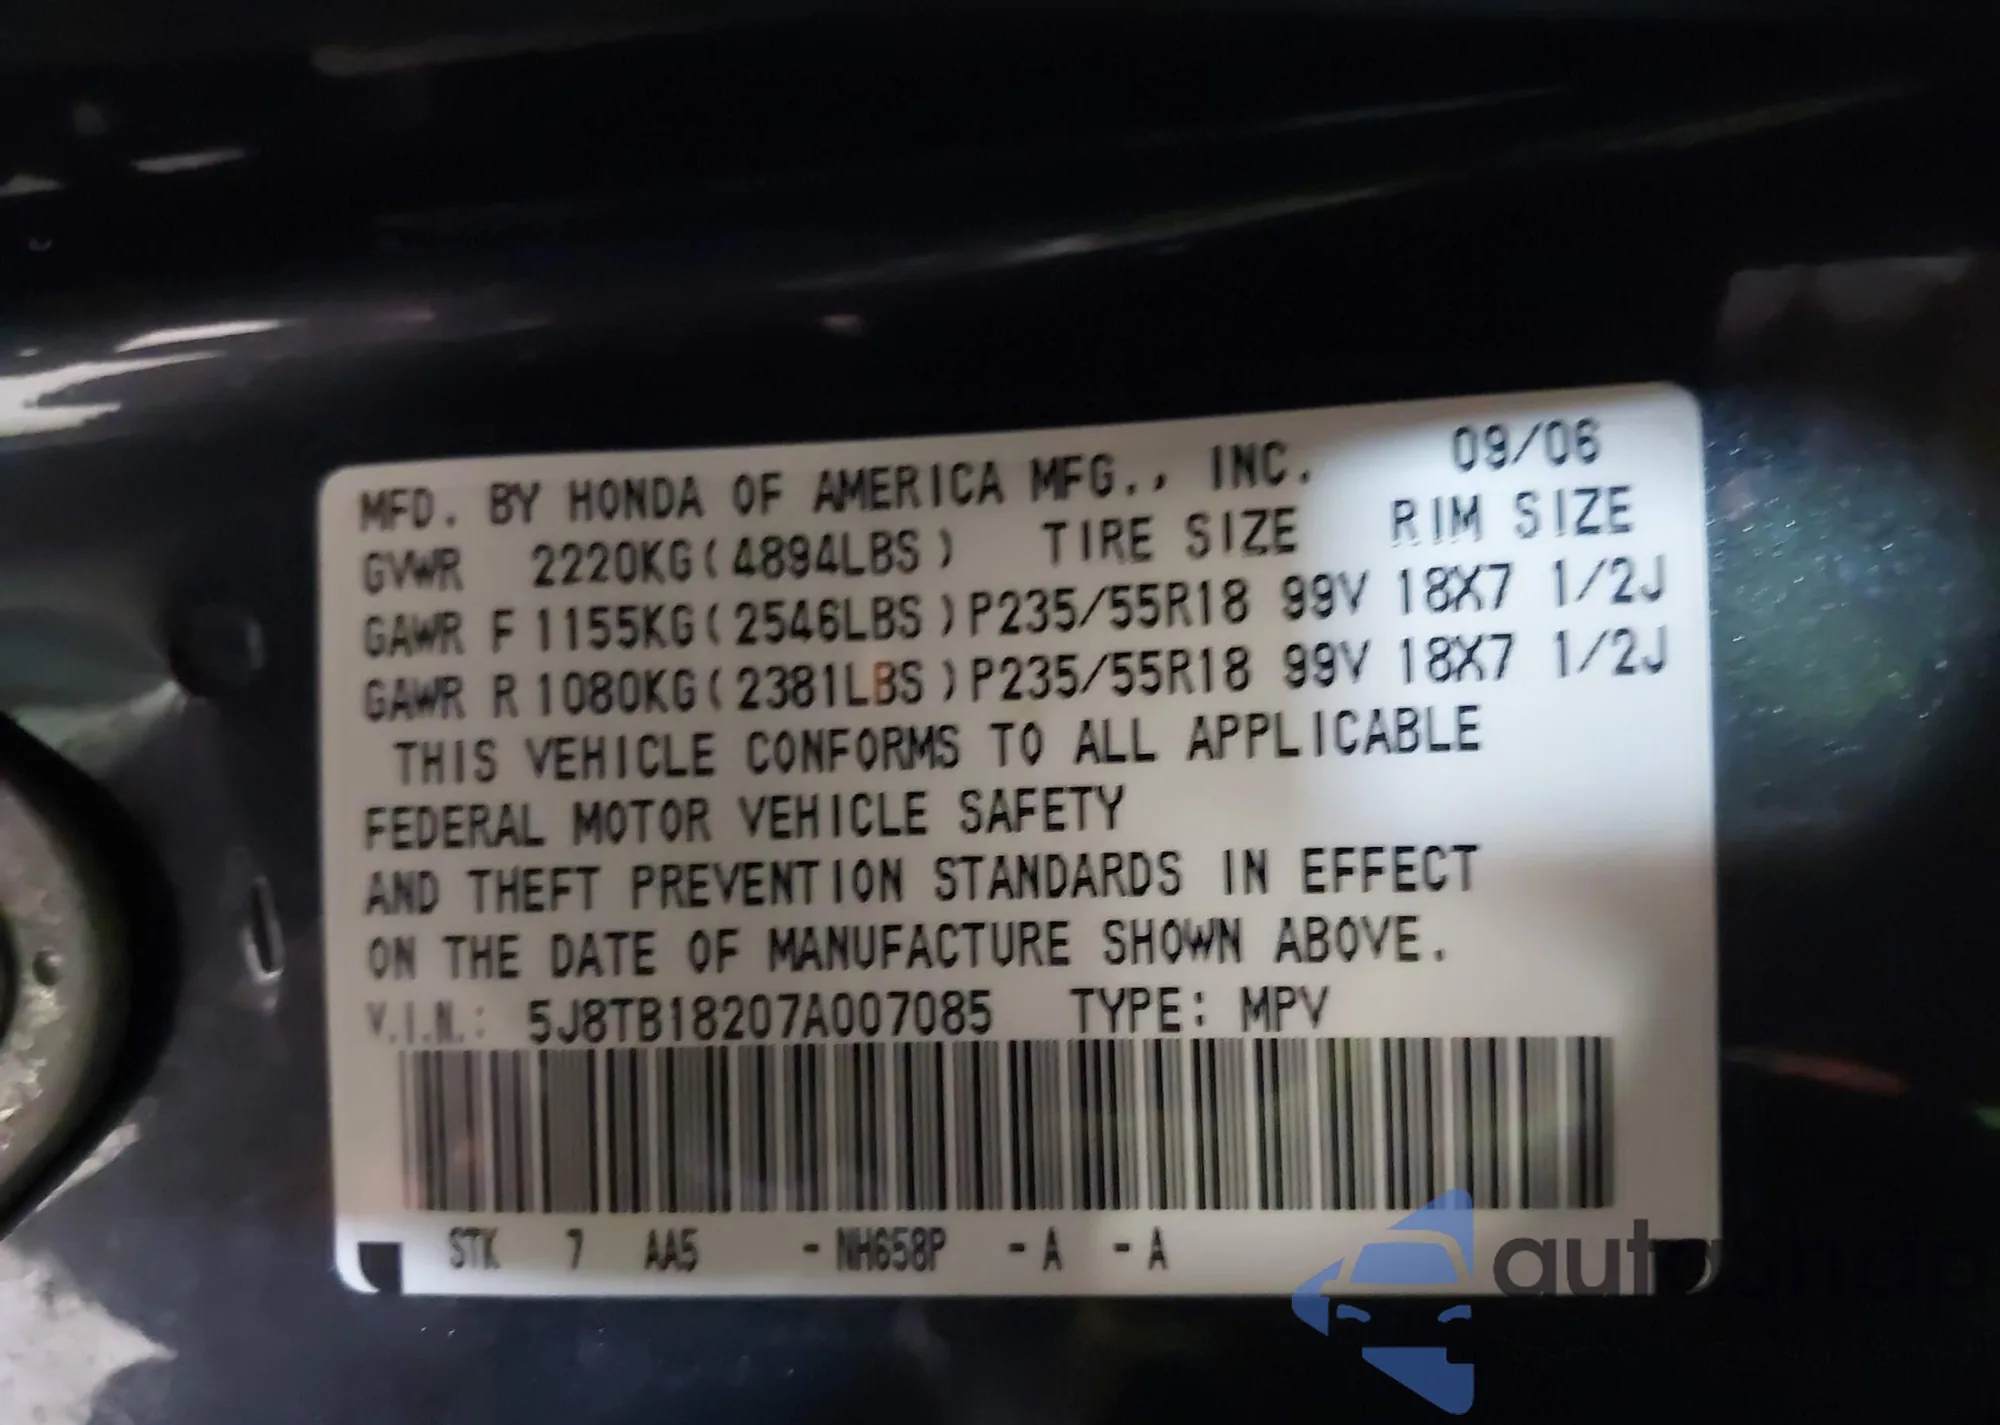 MFD. BY HONDA OF AMERICA MFG., INC. 09/06
GVWR 2220KG(4894LBS) TIRE SIZE RIM SIZE
GAWR F 1155KG(2546LBS)P235/55R18 99V 18X7 1/2J
GAWR R 1080KG(2381LBS)P235/55R18 99V 18X7 1/2J
THIS VEHICLE CONFORMS TO ALL APPLICABLE
FEDERAL MOTOR VEHICLE SAFETY
AND THEFT PREVENTION STANDARDS IN EFFECT
ON THE DATE OF MANUFACTURE SHOWN ABOVE.
V.I.N.: 5J8TB18207A007085 TYPE: MPV
STK 7 AA5 -NH658P -A -A